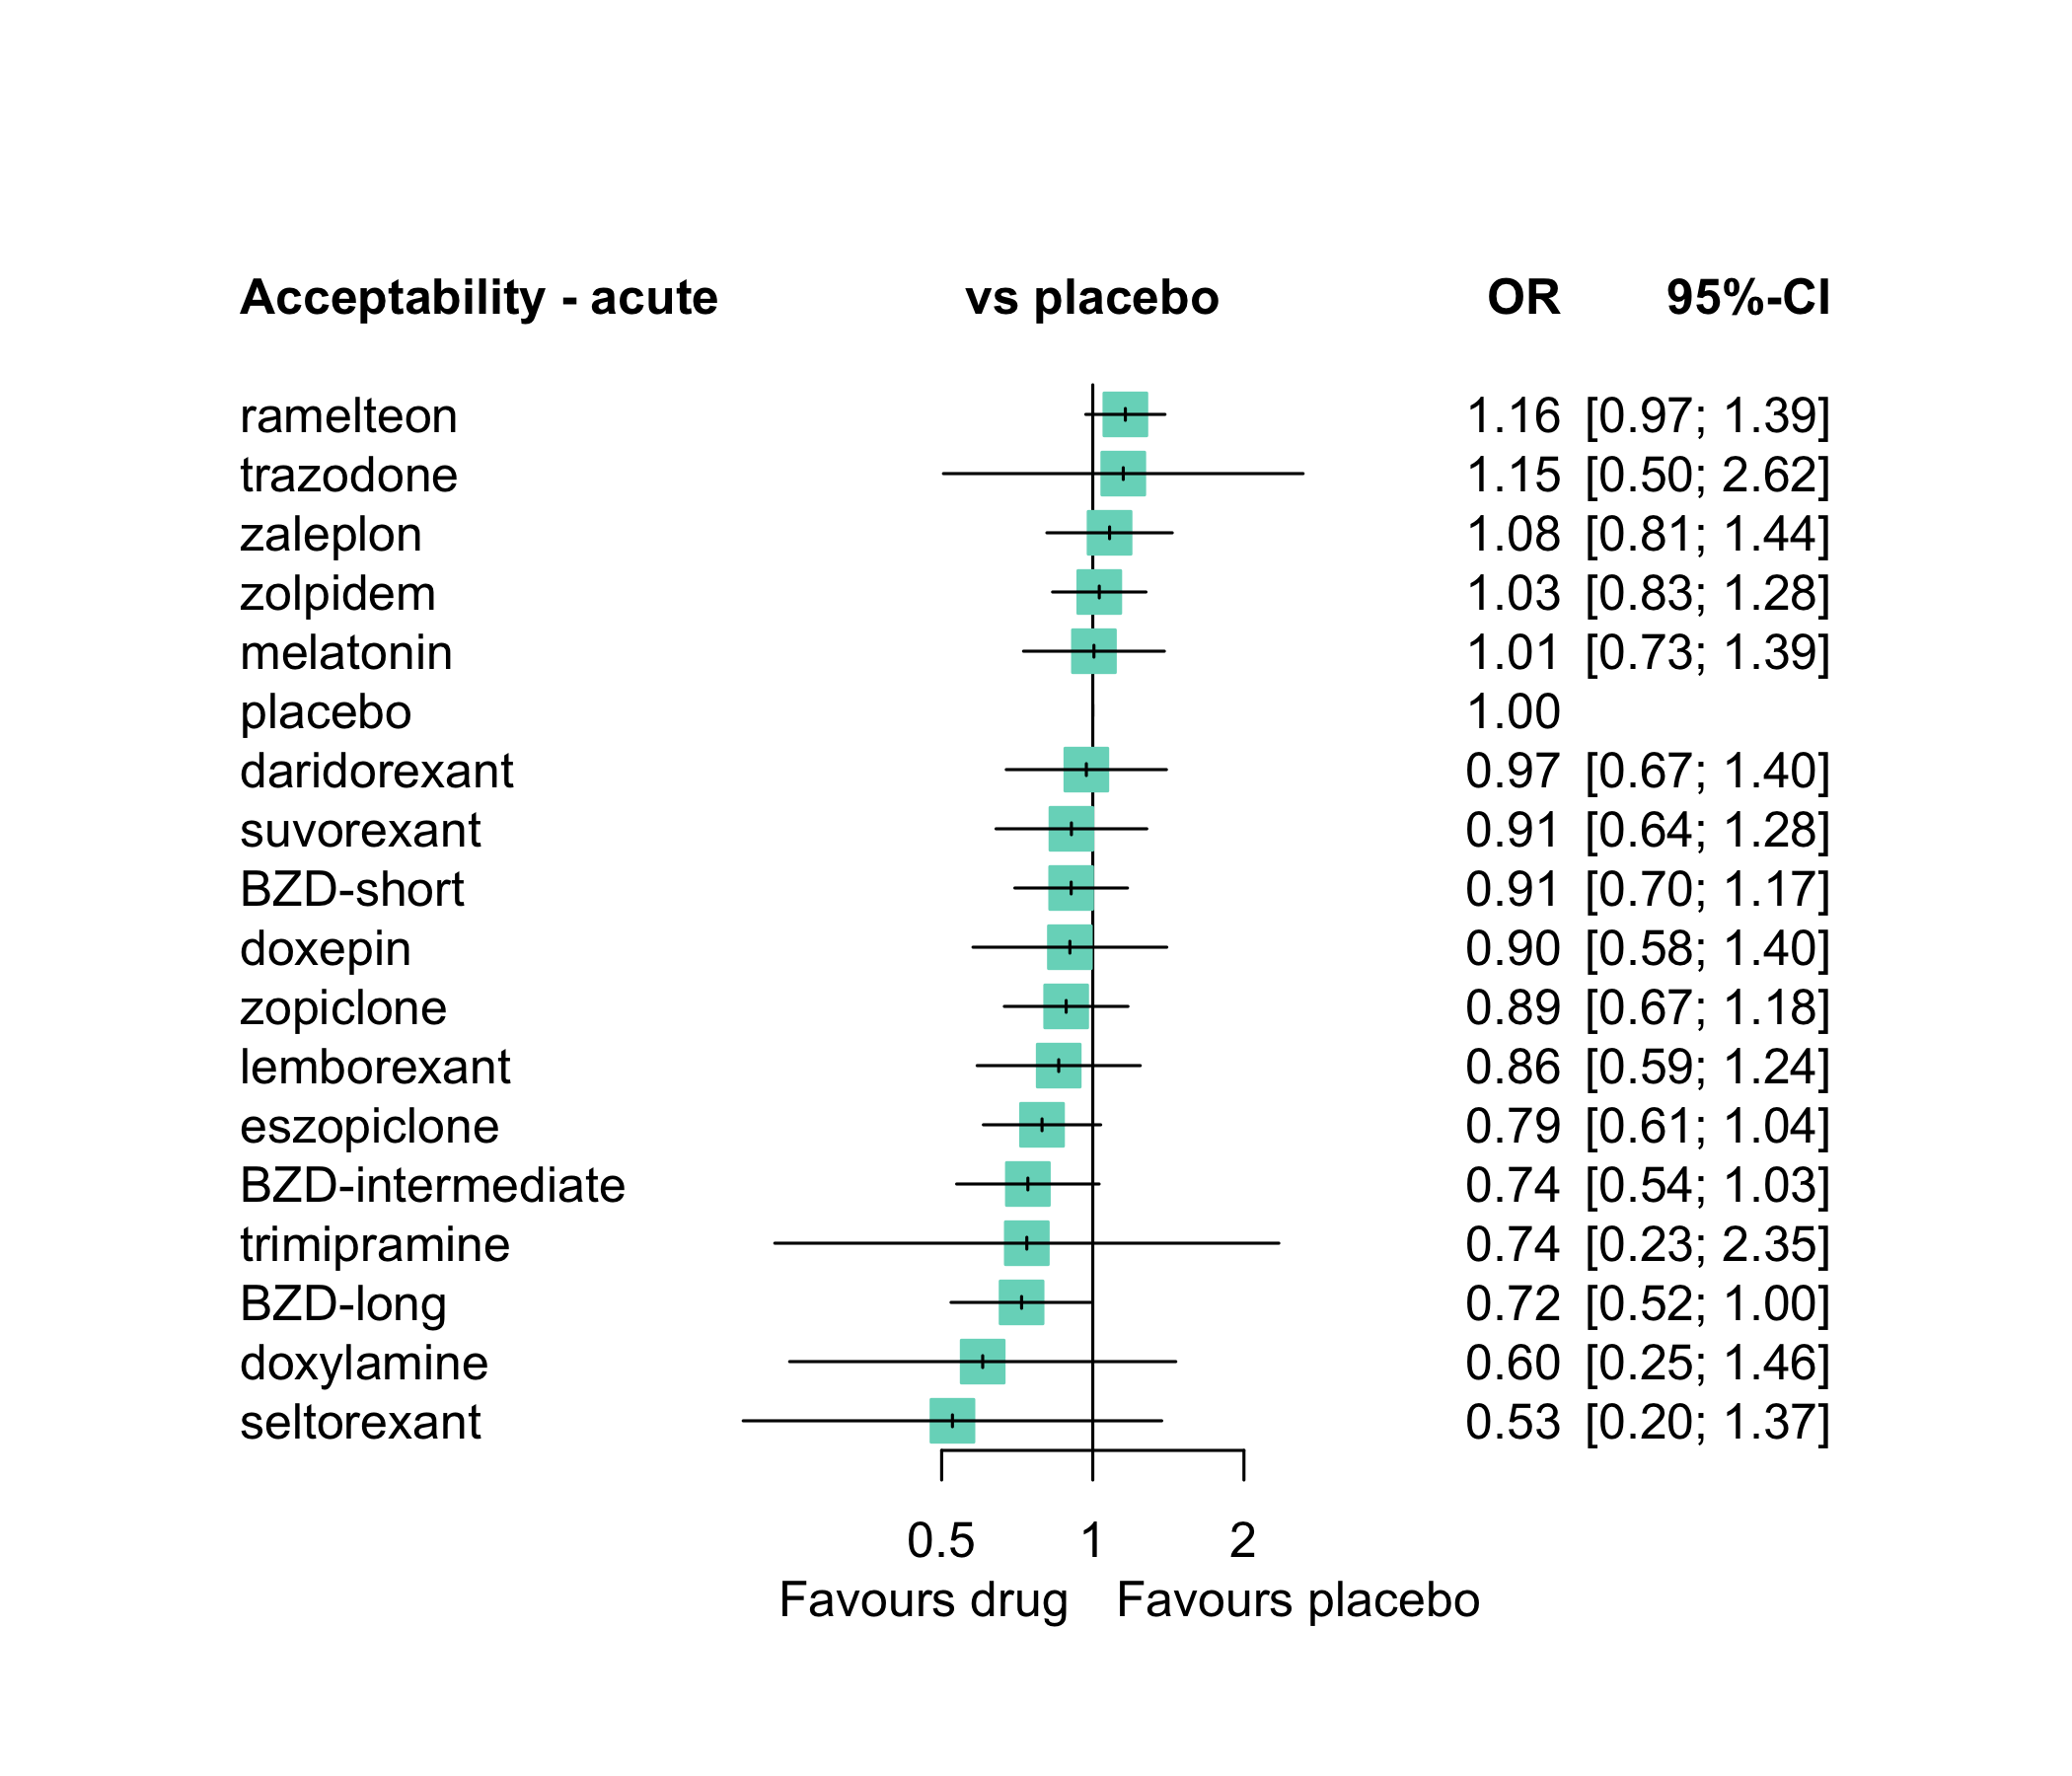 Acceptability - acute vs placebo OR 95%-CI
ramelteon 1.16 [0.97; 1.39]
trazodone 1.15 [0.50; 2.62]
zaleplon 1.08 [0.81; 1.44]
zolpidem 1.03 [0.83; 1.28]
melatonin 1.01 [0.73; 1.39]
placebo 1.00
daridorexant 0.97 [0.67; 1.40]
suvorexant 0.91 [0.64; 1.28]
BZD-short 0.91 [0.70; 1.17]
doxepin 0.90 [0.58; 1.40]
zopiclone 0.89 [0.67; 1.18]
lemborexant 0.86 [0.59; 1.24]
eszopiclone 0.79 [0.61; 1.04]
BZD-intermediate 0.74 [0.54; 1.03]
trimipramine 0.74 [0.23; 2.35]
BZD-long 0.72 [0.52; 1.00]
doxylamine 0.60 [0.25; 1.46]
seltorexant 0.53 [0.20; 1.37]
0.5 1 2
Favours drug Favours placebo